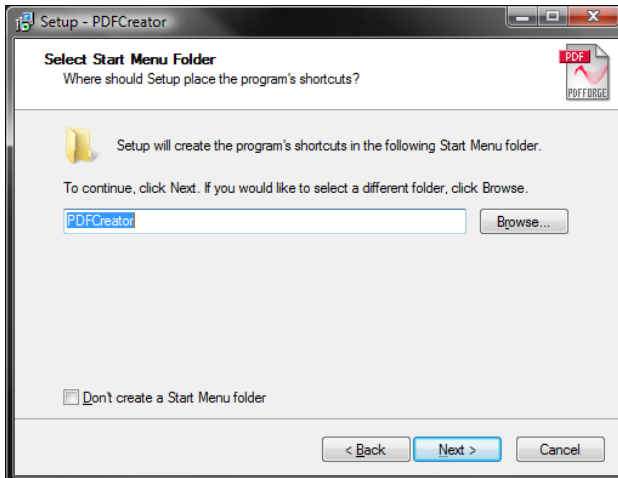 Setup - PDFCreator
Select Start Menu Folder
Where should Setup place the program's shortcuts?
PDF
PDFFORGE
Setup will create the program's shortcuts in the following Start Menu folder.
To continue, click Next. If you would like to select a different folder, click Browse.
PDFCreator
Browse...
Don't create a Start Menu folder
< Back
Next >
Cancel